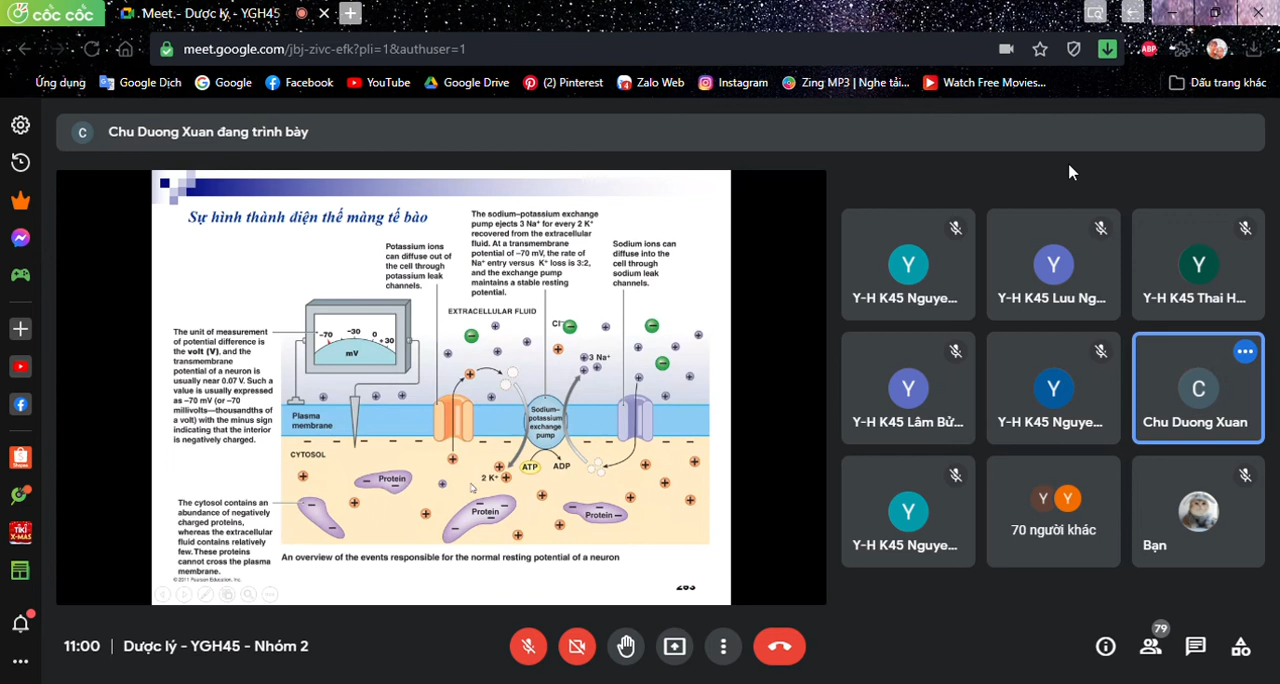 cốc cốc
Meet - Dược lý - YGH45
meet.google.com/jbj-zivc-efk?pli=1&authuser=1
ABP
Ứng dụng
Google Dịch
Google
Facebook
YouTube
Google Drive
(2) Pinterest
Zalo Web
Instagram
Zing MP3 | Nghe tải...
Watch Free Movies...
Dấu trang khác
C
Chu Duong Xuan đang trình bày
Sự hình thành điện thế màng tế bào
The sodium–potassium exchange
pump ejects 3 Na+ for every 2 K+
recovered from the extracellular
fluid. At a transmembrane
potential of –70 mV, the rate of
Na+ entry versus K+ loss is 3:2,
and the exchange pump
maintains a stable resting
potential.
Potassium ions
can diffuse out of
the cell through
potassium leak
channels.
Sodium ions can
diffuse into the
cell through
sodium leak
channels.
The unit of measurement
of potential difference is
the volt (V), and the
transmembrane
potential of a neuron is
usually near 0.07 V. Such a
value is usually expressed
as –70 mV (or –70
millivolts—thousandths of
a volt) with the minus sign
indicating that the interior
is negatively charged.
–70
–30
0
+30
mV
EXTRACELLULAR FLUID
Cl–
3 Na+
Plasma
membrane
Sodium–
potassium
exchange
pump
CYTOSOL
2 K+
ATP
ADP
Protein
Protein
Protein
The cytosol contains an
abundance of negatively
charged proteins,
whereas the extracellular
fluid contains relatively
few. These proteins
cannot cross the plasma
membrane.
© 2011 Pearson Education, Inc.
An overview of the events responsible for the normal resting potential of a neuron
Y
Y-H K45 Nguye...
Y
Y-H K45 Luu Ng...
Y
Y-H K45 Thai H...
Y
Y-H K45 Lâm Bử...
Y
Y-H K45 Nguye...
C
Chu Duong Xuan
Y
Y-H K45 Nguye...
Y
Y
70 người khác
Bạn
Shopee
TIKI
X-MAS
11:00
Dược lý - YGH45 - Nhóm 2
79